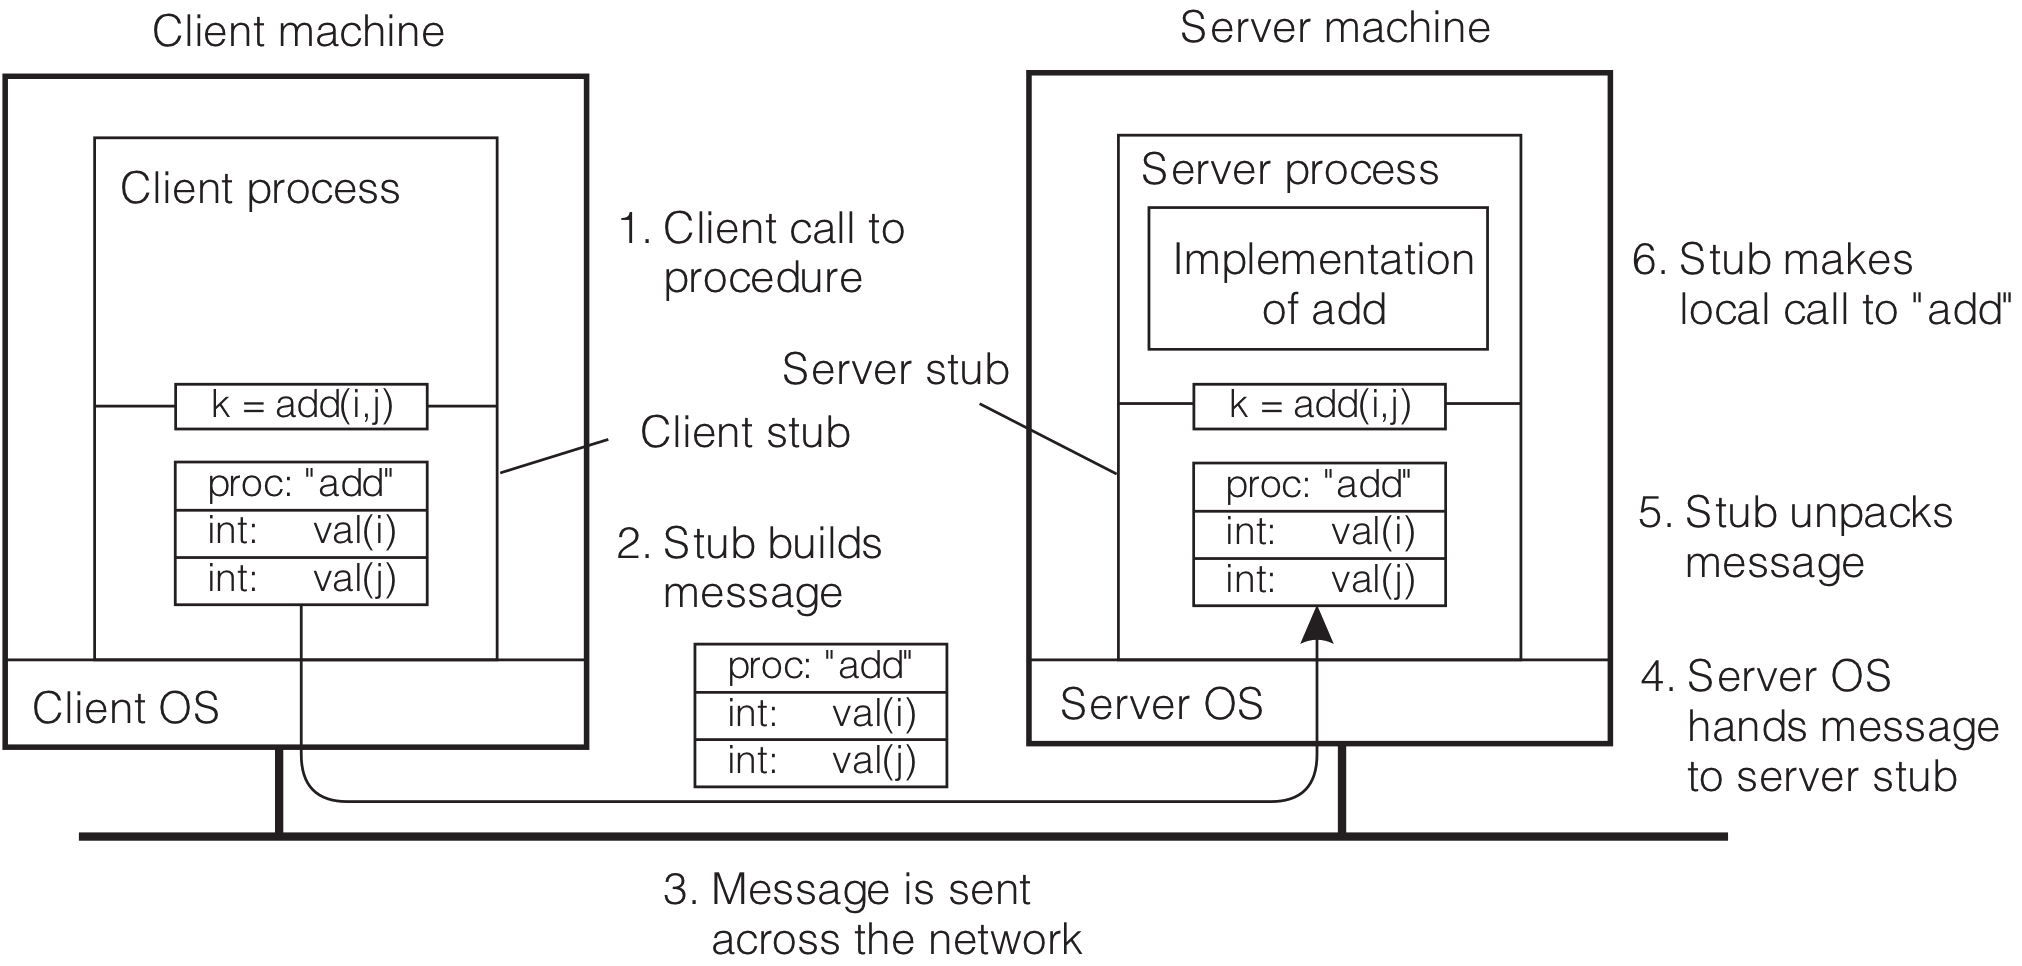 Client machine
Server machine
Client process
1. Client call to
procedure
Server process
Implementation
of add
6. Stub makes
local call to "add"
Server stub
k = add(i,j)
k = add(i,j)
Client stub
proc: "add"
int: val(i)
int: val(j)
2. Stub builds
message
proc: "add"
int: val(i)
int: val(j)
proc: "add"
int: val(i)
int: val(j)
5. Stub unpacks
message
Client OS
Server OS
4. Server OS
hands message
to server stub
3. Message is sent
across the network